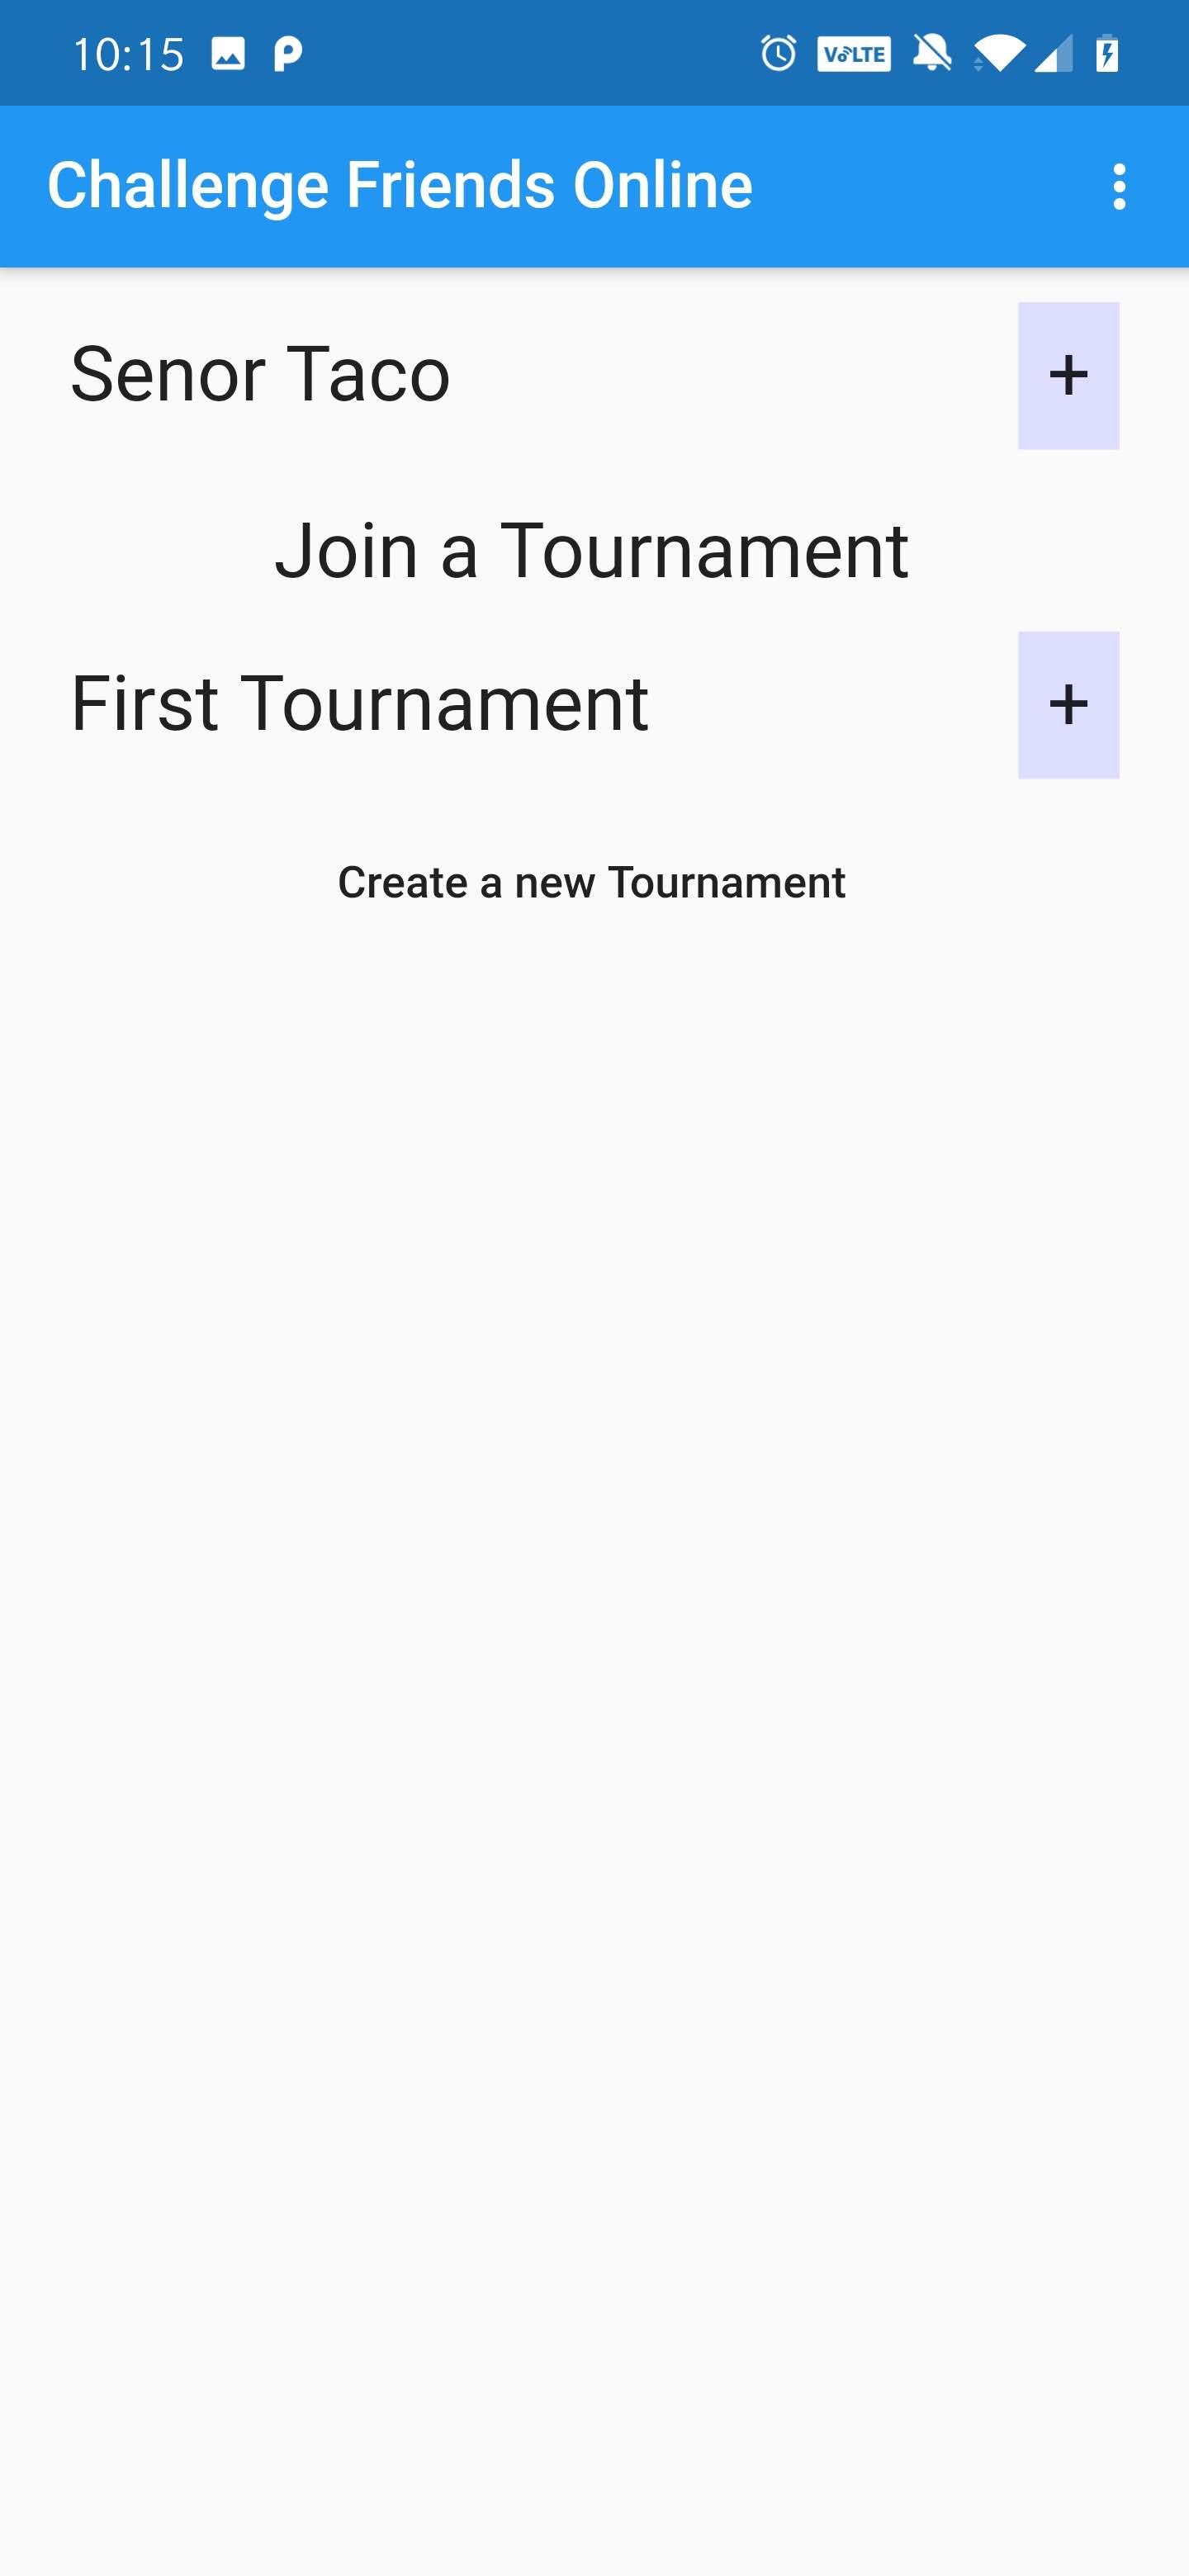 10:15
VoLTE
Challenge Friends Online
Senor Taco +
Join a Tournament
First Tournament +
Create a new Tournament